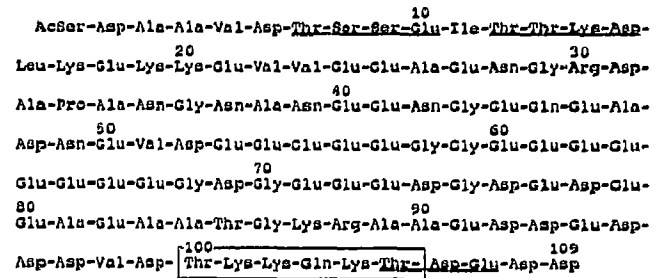 10
AcSer-Asp-Ala-Ala-Val-Asp-Thr-Ser-Ser-Glu-Ile-Thr-Thr-Lys-Asp-
20 30
Leu-Lys-Glu-Lys-Lys-Glu-Val-Val-Glu-Glu-Ala-Glu-Asn-Gly-Arg-Asp-
40
Ala-Pro-Ala-Asn-Gly-Asn-Ala-Asn-Glu-Glu-Asn-Gly-Glu-Gln-Glu-Ala-
50 60
Asp-Asn-Glu-Val-Asp-Glu-Glu-Glu-Glu-Glu-Gly-Gly-Glu-Glu-Glu-Glu-
70
Glu-Glu-Glu-Glu-Gly-Asp-Gly-Glu-Glu-Glu-Asp-Gly-Asp-Glu-Asp-Glu-
80 90
Glu-Ala-Glu-Ala-Ala-Thr-Gly-Lys-Arg-Ala-Ala-Glu-Asp-Asp-Glu-Asp-
100 109
Asp-Asp-Val-Asp-Thr-Lys-Lys-Gln-Lys-Thr-Asp-Glu-Asp-Asp